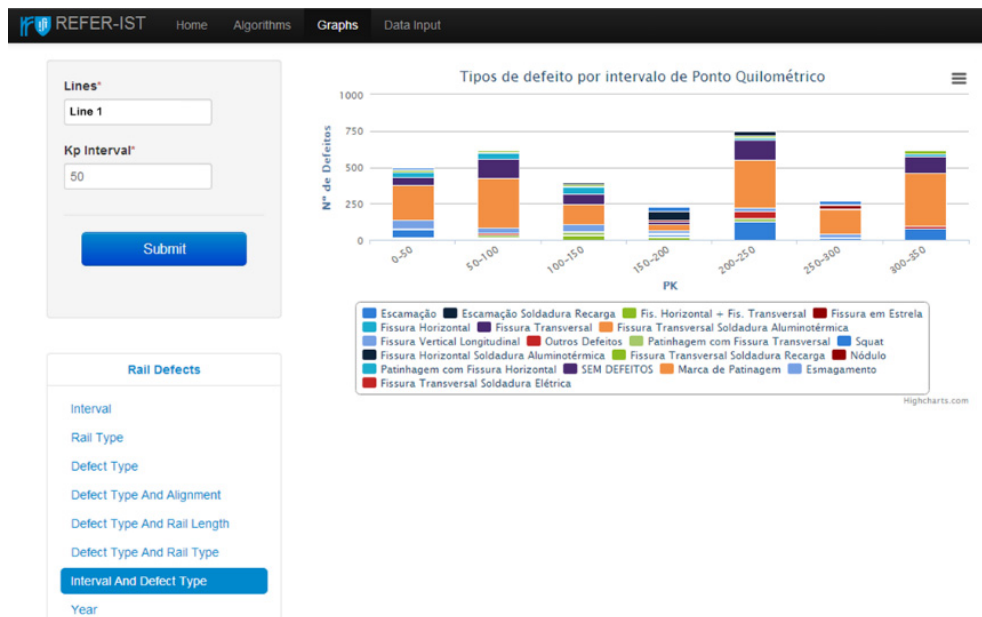 REFER-IST Home Algorithms Graphs Data Input
Lines*
Line 1
Kp Interval*
50
Submit
Rail Defects
Interval
Rail Type
Defect Type
Defect Type And Alignment
Defect Type And Rail Length
Defect Type And Rail Type
Interval And Defect Type
Year
Tipos de defeito por intervalo de Ponto Quilométrico
Nº de Defeitos
1000
750
500
250
0
0-50 50-100 100-150 150-200 200-250 250-300 300-350
PK
Escamação Escamação Soldadura Recarga Fis. Horizontal + Fis. Transversal Fissura em Estrela
Fissura Horizontal Fissura Transversal Fissura Transversal Soldadura Aluminotérmica
Fissura Vertical Longitudinal Outros Defeitos Patinhagem com Fissura Transversal Squat
Fissura Horizontal Soldadura Aluminotérmica Fissura Transversal Soldadura Recarga Nódulo
Patinhagem com Fissura Horizontal SEM DEFEITOS Marca de Patinagem Esmagamento
Fissura Transversal Soldadura Elétrica
Highcharts.com